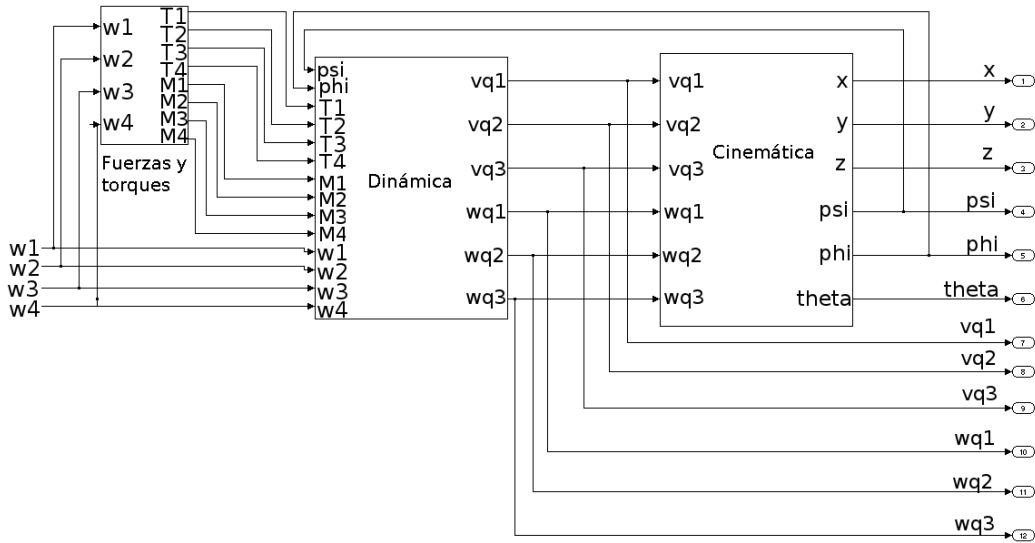 w1
w2
w3
w4
T1
T2
T3
T4
M1
M2
M3
M4
Fuerzas y
torques
w1
w2
w3
w4
psi
phi
T1
T2
T3
T4
M1
M2
M3
M4
w1
w2
w3
w4
Dinámica
vq1
vq2
vq3
wq1
wq2
wq3
vq1
vq2
vq3
wq1
wq2
wq3
Cinemática
x
y
z
psi
phi
theta
x
1
y
2
z
3
psi
4
phi
5
theta
6
vq1
7
vq2
8
vq3
9
wq1
10
wq2
11
wq3
12